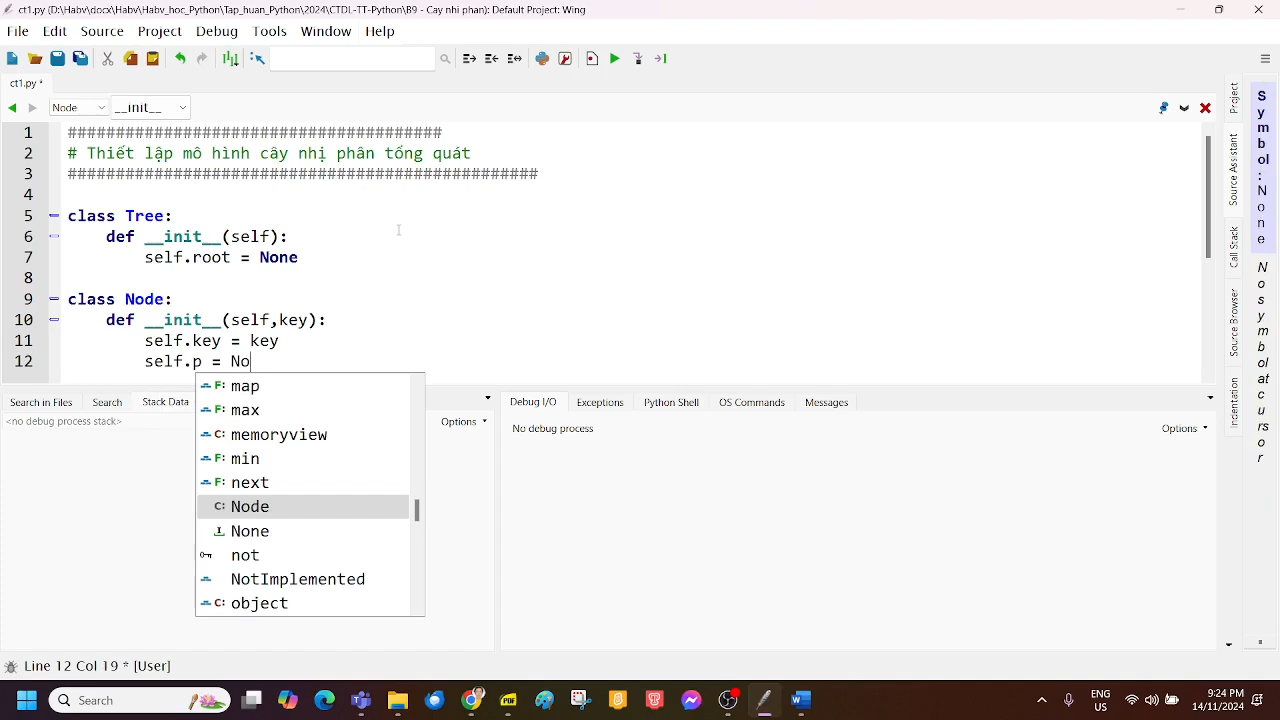 ct1.py (D:\Habv\docx\Habv_hoc_Python\Tap_huan_Python\2024\CTDL-TT-Python\B9 - Cay nhi phan): Default Project: Wing
File Edit Source Project Debug Tools Window Help
ct1.py *
Node __init__
1 #######################################
2 # Thiết lập mô hình cây nhị phân tổng quát
3 #################################################
4
5 class Tree:
6 def __init__(self):
7 self.root = None
8
9 class Node:
10 def __init__(self,key):
11 self.key = key
12 self.p = No
F: map
F: max
C: memoryview
F: min
F: next
C: Node
None
not
NotImplemented
C: object
Search in Files Search Stack Data
<no debug process stack>
Options
Debug I/O Exceptions Python Shell OS Commands Messages
No debug process
Options
Project
Source Assistant
Call Stack
Source Browser
Indentation
Symbol: None
No symbol at cursor
Line 12 Col 19 * [User]
Search
PDF
ENG
US
9:24 PM
14/11/2024